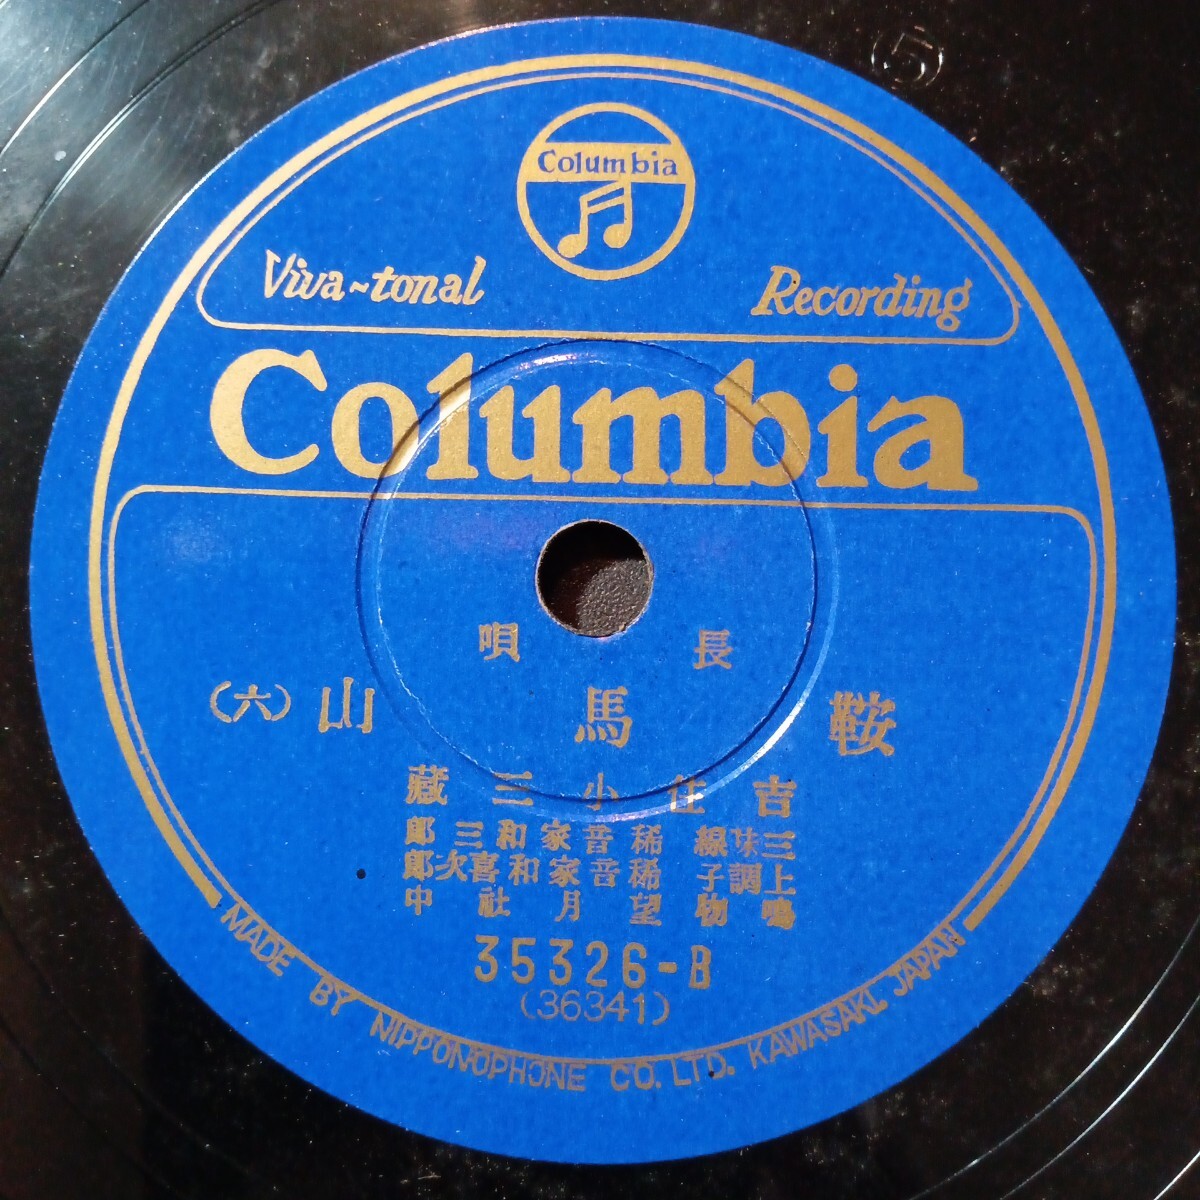 ⑤
Columbia
Viva~tonal Recording
Columbia
長唄
鞍馬山(六)
吉住小三藏
三味線 稀音家和三郎
上調子 稀音家和喜次郎
鳴物 望月社中
35326-B
(36341)
MADE BY NIPPONOPHONE CO. LTD. KAWASAKI, JAPAN